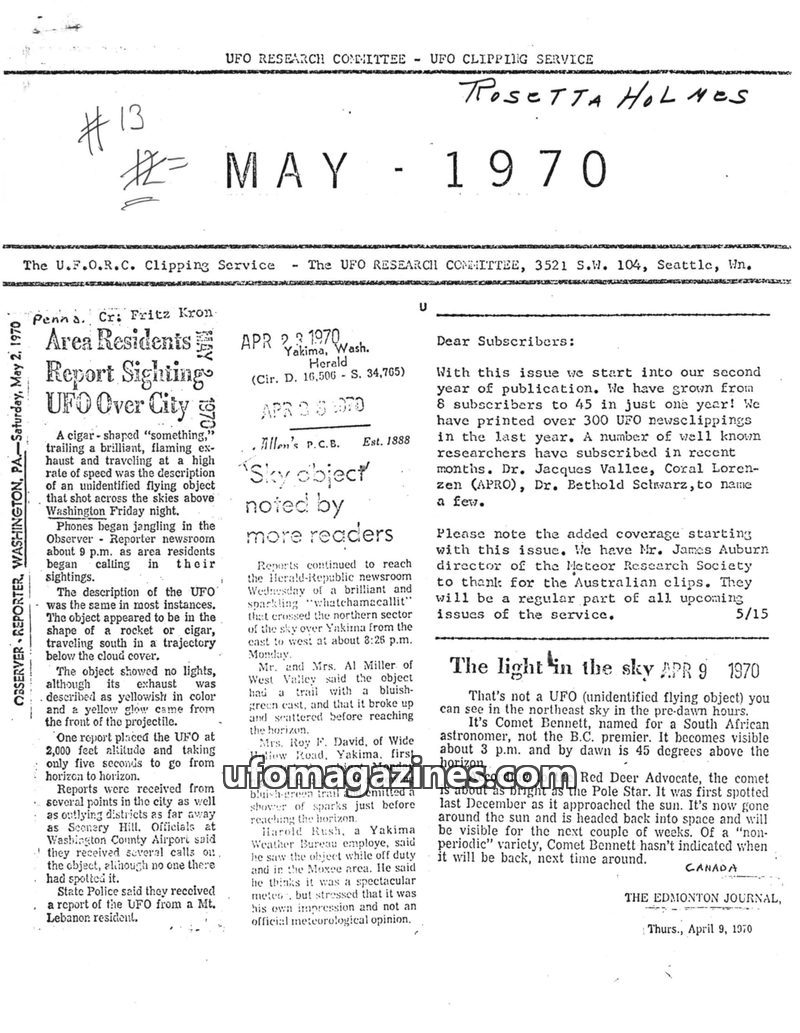 UFO RESEARCH COMMITTEE - UFO CLIPPING SERVICE
ROSETTA HOLMES
#13
MAY - 1970
The U.F.O.R.C. Clipping Service - The UFO RESEARCH COMMITTEE, 3521 S.W. 104, Seattle, Wn.
OBSERVER-REPORTER, WASHINGTON, PA.—Saturday, May 2, 1970
Penna. Cr: Fritz Kron
MAY 2 1970
Area Residents
Report Sighting
UFO Over City
A cigar-shaped "something,"
trailing a brilliant, flaming ex-
haust and traveling at a high
rate of speed was the description
of an unidentified flying object
that shot across the skies above
Washington Friday night.
Phones began jangling in the
Observer - Reporter newsroom
about 9 p.m. as area residents
began calling in their
sightings.
The description of the UFO
was the same in most instances.
The object appeared to be in the
shape of a rocket or cigar,
traveling south in a trajectory
below the cloud cover.
The object showed no lights,
although its exhaust was
described as yellowish in color
and a yellow glow came from
the front of the projectile.
One report placed the UFO at
2,000 feet altitude and taking
only five seconds to go from
horizon to horizon.
Reports were received from
several points in the city as well
as outlying districts as far away
as Scenery Hill. Officials at
Washington County Airport said
they received several calls on
the object, although no one there
had spotted it.
State Police said they received
a report of the UFO from a Mt.
Lebanon resident.
APR 23 1970
Yakima, Wash.
Herald
(Cir. D. 16,506 - S. 34,765)
APR 1970
Allen's P.C.B. Est. 1888
'Sky object'
noted by
more readers
Reports continued to reach
the Herald-Republic newsroom
Wednesday of a brilliant and
sparkling "whatchamacallit"
that crossed the northern sector
of the sky over Yakima from the
east to west at about 8:25 p.m.
Monday.
Mr. and Mrs. Al Miller of
West Valley said the object
had a trail with a bluish-
green cast, and that it broke up
and scattered before reaching
the horizon.
Mrs. Roy F. David, of Wide
Hollow Road, Yakima, first
bluish-green trail emitted a
shower of sparks just before
reaching the horizon.
Harold Rush, a Yakima
Weather Bureau employe, said
he saw the object while off duty
and in the Moxee area. He said
he thinks it was a spectacular
meteor, but stressed that it was
his own impression and not an
official meteorological opinion.
U
Dear Subscribers:
With this issue we start into our second
year of publication. We have grown from
8 subscribers to 45 in just one year! We
have printed over 300 UFO newsclippings
in the last year. A number of well known
researchers have subscribed in recent
months. Dr. Jacques Vallee, Coral Loren-
zen (APRO), Dr. Bethold Schwarz,to name
a few.
Please note the added coverage starting
with this issue. We have Mr. James Auburn
director of the Meteor Research Society
to thank for the Australian clips. They
will be a regular part of all upcoming
issues of the service. 5/15
The light in the sky APR 9 1970
That's not a UFO (unidentified flying object) you
can see in the northeast sky in the pre-dawn hours.
It's Comet Bennett, named for a South African
astronomer, not the B.C. premier. It becomes visible
about 3 p.m. and by dawn is 45 degrees above the
horizon.
Red Deer Advocate, the comet
is about as bright as the Pole Star. It was first spotted
last December as it approached the sun. It's now gone
around the sun and is headed back into space and will
be visible for the next couple of weeks. Of a "non-
periodic" variety, Comet Bennett hasn't indicated when
it will be back, next time around.
CANADA
THE EDMONTON JOURNAL,
Thurs., April 9, 1970
ufomagazines.com